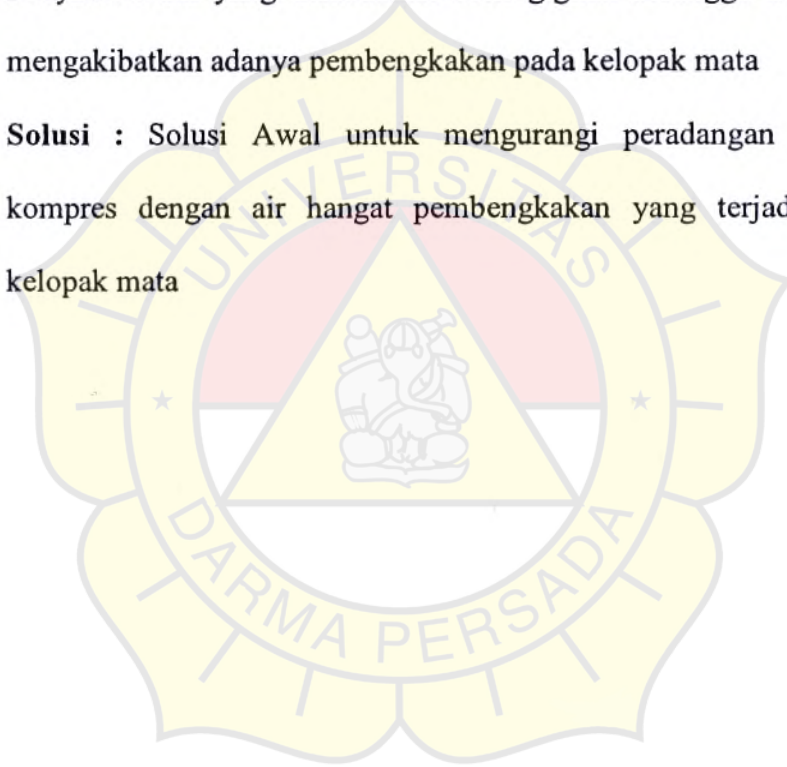 mengakibatkan adanya pembengkakan pada kelopak mata
Solusi : Solusi Awal untuk mengurangi peradangan
kompres dengan air hangat pembengkakan yang terjad
kelopak mata
UNIVERSITAS
DARMA PERSADA